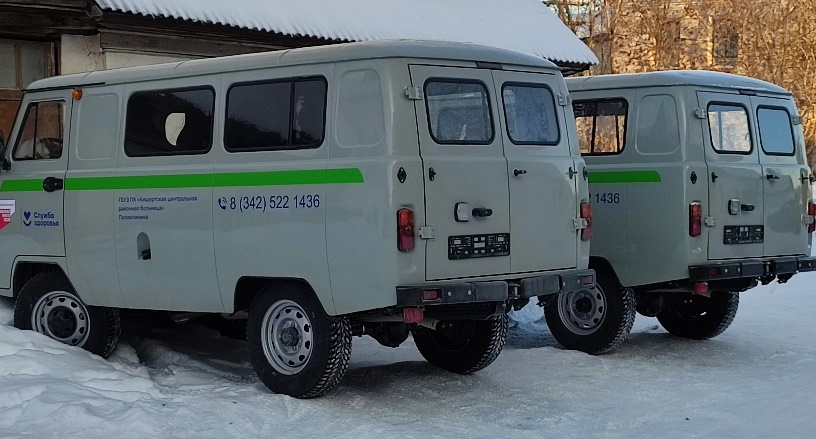 Служба
здоровья
ГБУЗ ПК «Кишертская центральная
районная больница»
Поликлиника
8 (342) 522 1436
1436